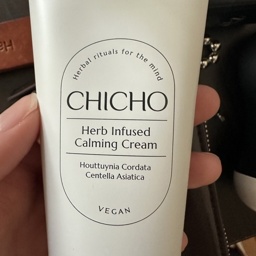 Herbal rituals for the mind
CHICHO
Herb Infused
Calming Cream
Houttuynia Cordata
Centella Asiatica
VEGAN